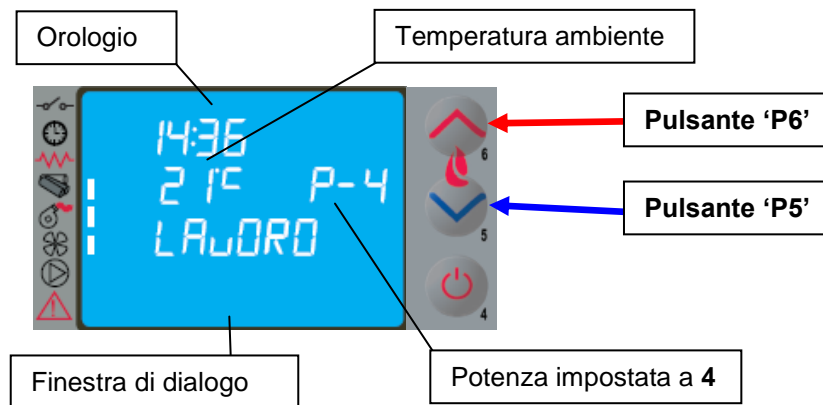 Orologio
Temperatura ambiente
14:36
21c P-4
LAvORO
6
5
4
Pulsante ‘P6’
Pulsante ‘P5’
Finestra di dialogo
Potenza impostata a 4